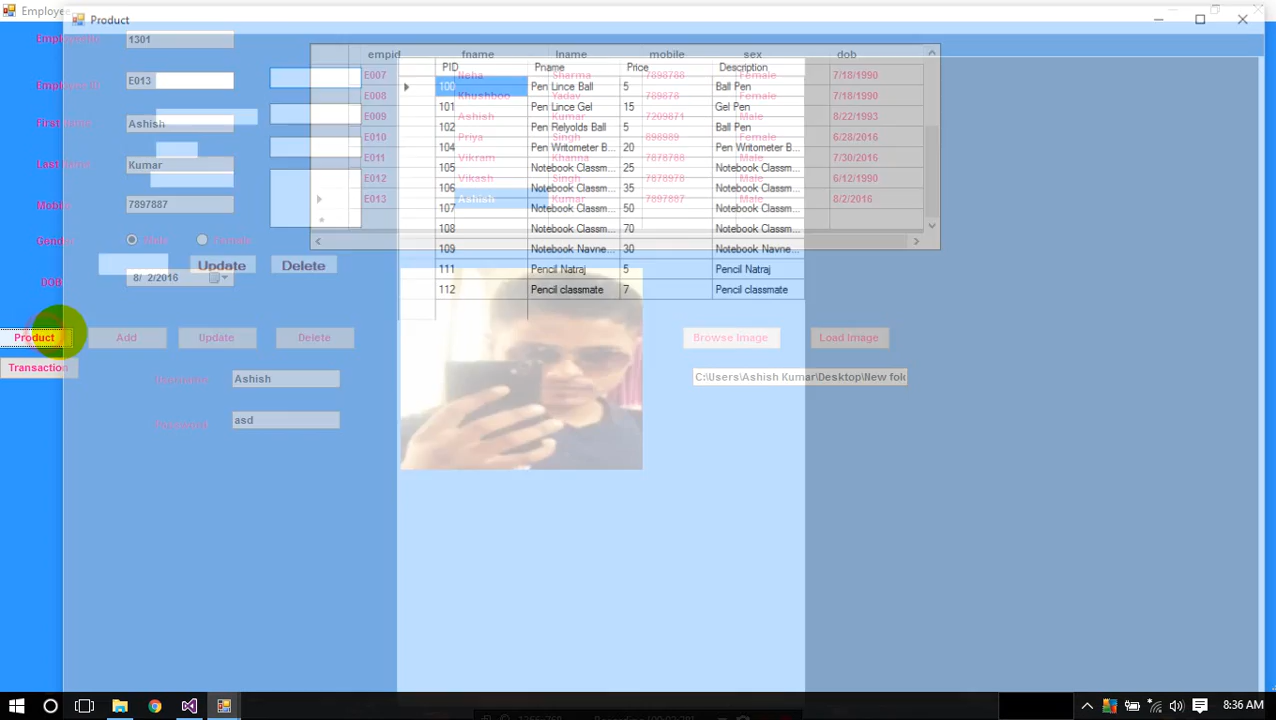 Employee
Product
Employeeid
1301
empid fname lname mobile sex dob
PID Pname Price Description
Employee ID
E013
E007 Neha Sharma 7898788 Female 7/18/1990
100 Pen Lince Ball 5 Ball Pen
E008 Khushboo Yadav 789878 Female 7/18/1990
101 Pen Lince Gel 15 Gel Pen
First Name
Ashish
E009 Ashish Kumar 7209871 Male 8/22/1993
102 Pen Relyolds Ball 5 Ball Pen
E010 Priya Singh 898989 Female 6/28/2016
104 Pen Writometer B... 20 Pen Writometer B...
Last Name
Kumar
E011 Vikram Khanna 7878788 Male 7/30/2016
105 Notebook Classm... 25 Notebook Classm...
E012 Vikash Singh 7878978 Male 6/12/1990
106 Notebook Classm... 35 Notebook Classm...
Mobile
7897887
E013 Ashish Kumar 7897887 Male 8/2/2016
107 Notebook Classm... 50 Notebook Classm...
108 Notebook Classm... 70 Notebook Classm...
Gender
Male Female
109 Notebook Navne... 30 Notebook Navne...
Update Delete
DOB
8/ 2/2016
111 Pencil Natraj 5 Pencil Natraj
112 Pencil classmate 7 Pencil classmate
Product Add Update Delete
Browse Image Load Image
Transaction
Username Ashish
C:\Users\Ashish Kumar\Desktop\New fol
Password asd
8:36 AM